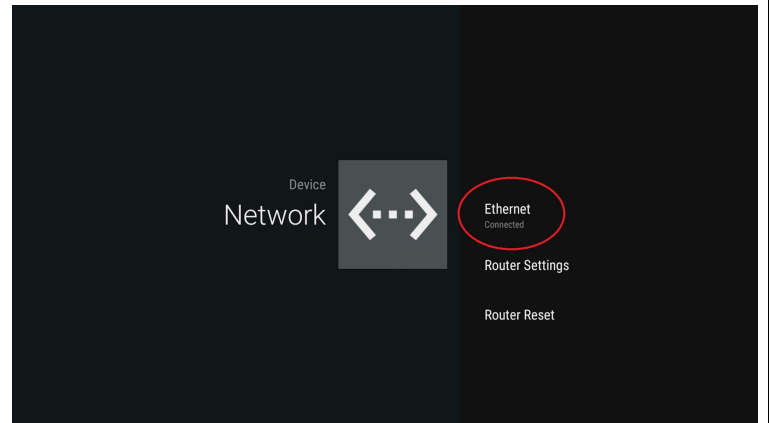 Device
Network
Ethernet
Connected
Router Settings
Router Reset